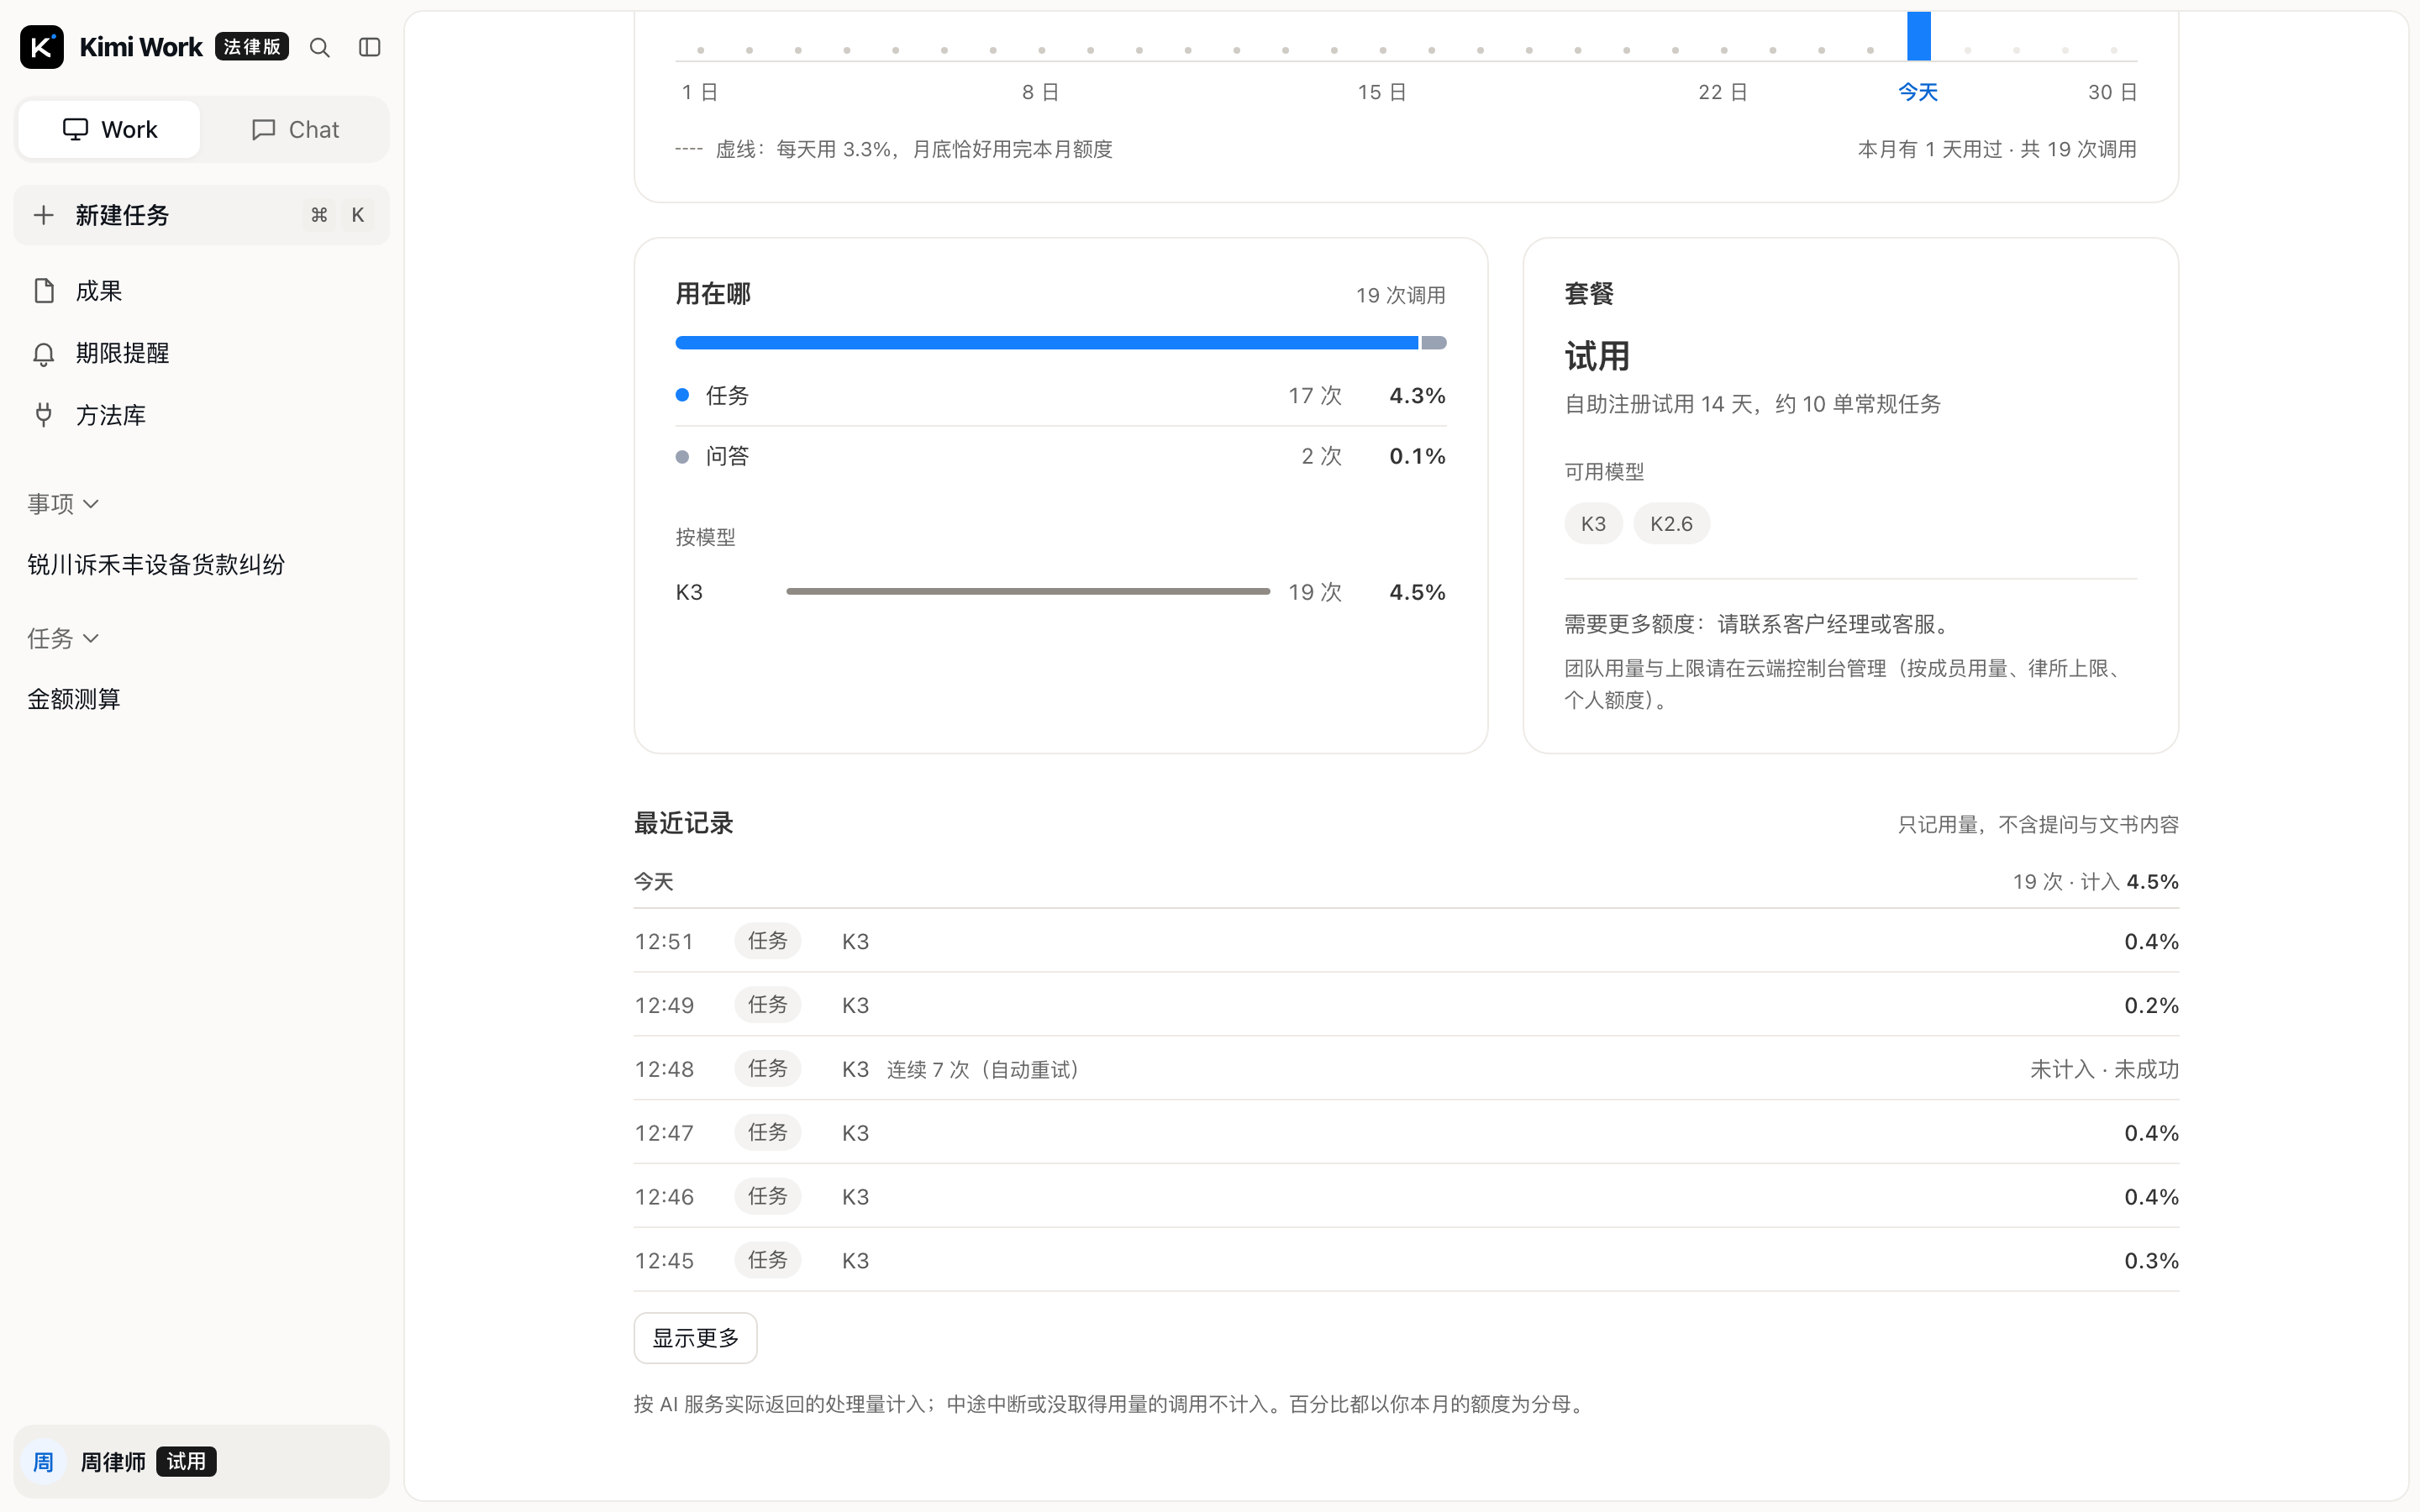 Kimi Work 法律版
Work
Chat
新建任务 ⌘ K
成果
期限提醒
方法库
事项
锐川诉禾丰设备货款纠纷
任务
金额测算
周 周律师 试用
1 日 8 日 15 日 22 日 今天 30 日
---- 虚线：每天用 3.3%，月底恰好用完本月额度
本月有 1 天用过 · 共 19 次调用
用在哪 19 次调用
任务 17 次 4.3%
问答 2 次 0.1%
按模型
K3 19 次 4.5%
套餐
试用
自助注册试用 14 天，约 10 单常规任务
可用模型
K3 K2.6
需要更多额度：请联系客户经理或客服。
团队用量与上限请在云端控制台管理（按成员用量、律所上限、
个人额度）。
最近记录 只记用量，不含提问与文书内容
今天 19 次 · 计入 4.5%
12:51 任务 K3 0.4%
12:49 任务 K3 0.2%
12:48 任务 K3 连续 7 次（自动重试） 未计入 · 未成功
12:47 任务 K3 0.4%
12:46 任务 K3 0.4%
12:45 任务 K3 0.3%
显示更多
按 AI 服务实际返回的处理量计入；中途中断或没取得用量的调用不计入。百分比都以你本月的额度为分母。